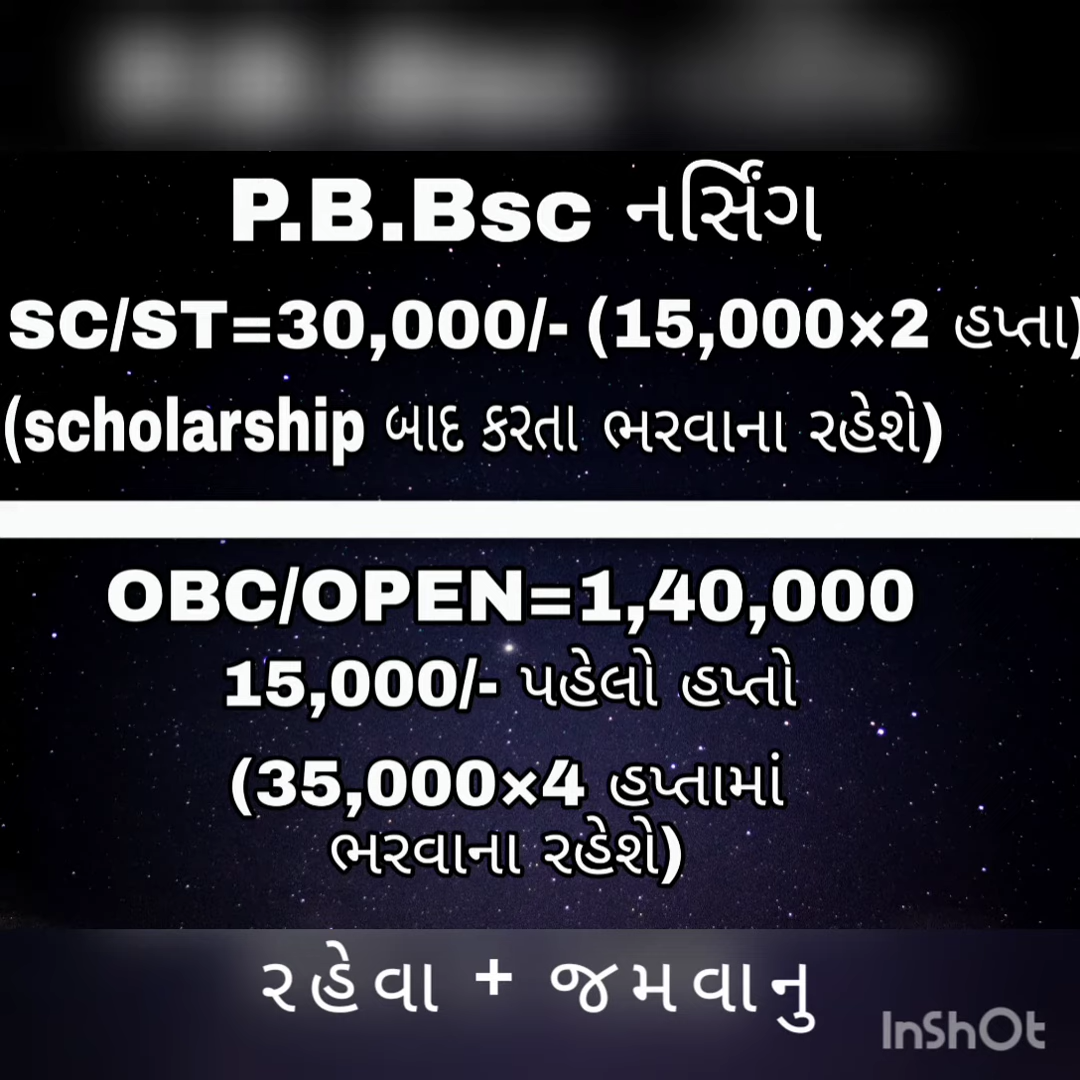 P.B.Bsc નર્સિંગ
SC/ST=30,000/- (15,000×2 હપ્તા)
(scholarship બાદ કરતા ભરવાના રહેશે)
OBC/OPEN=1,40,000
15,000/- પહેલો હપ્તો
(35,000×4 હપ્તામાં
ભરવાના રહેશે)
રહેવા + જમવાનુ
InShOt